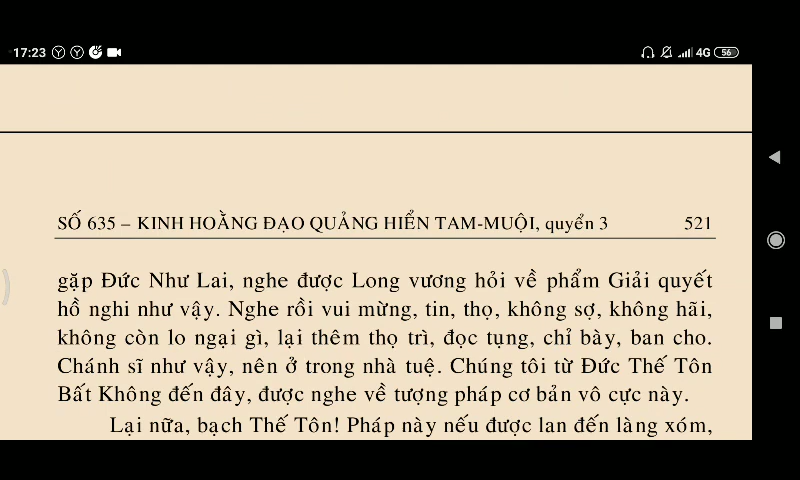 17:23
4G 56
SỐ 635 – KINH HOẰNG ĐẠO QUẢNG HIỂN TAM-MUỘI, quyển 3 521
gặp Đức Như Lai, nghe được Long vương hỏi về phẩm Giải quyết
hồ nghi như vậy. Nghe rồi vui mừng, tin, thọ, không sợ, không hãi,
không còn lo ngại gì, lại thêm thọ trì, đọc tụng, chỉ bày, ban cho.
Chánh sĩ như vậy, nên ở trong nhà tuệ. Chúng tôi từ Đức Thế Tôn
Bất Không đến đây, được nghe về tượng pháp cơ bản vô cực này.
Lại nữa, bạch Thế Tôn! Pháp này nếu được lan đến làng xóm,